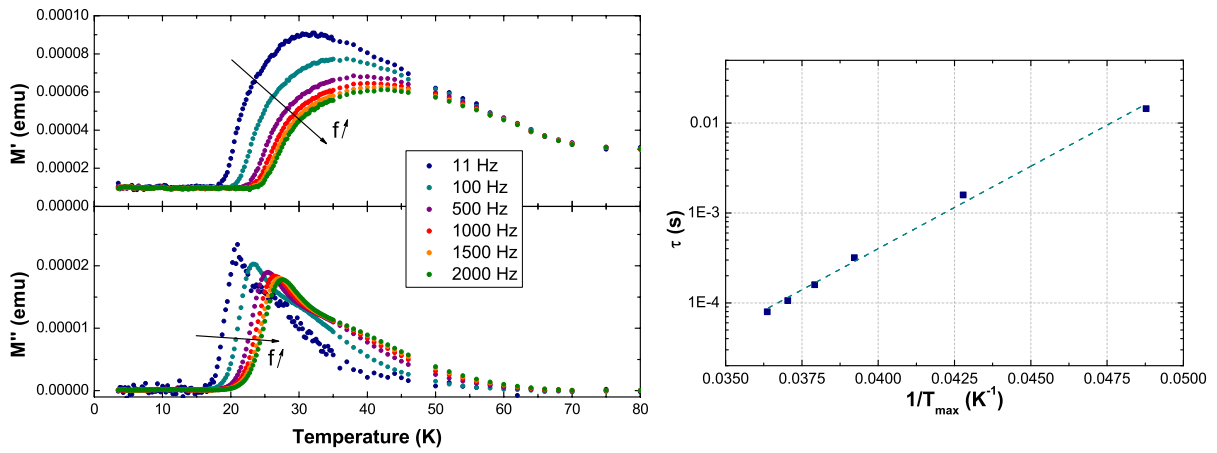 0.00010
0.00008
0.00006
0.00004
0.00002
0.00000
M' (emu)
f
11 Hz
100 Hz
500 Hz
1000 Hz
1500 Hz
2000 Hz
0.00002
0.00001
0.00000
M'' (emu)
f
0 10 20 30 40 50 60 70 80
Temperature (K)
0.01
1E-3
1E-4
τ (s)
0.0350 0.0375 0.0400 0.0425 0.0450 0.0475 0.0500
1/Tmax (K-1)